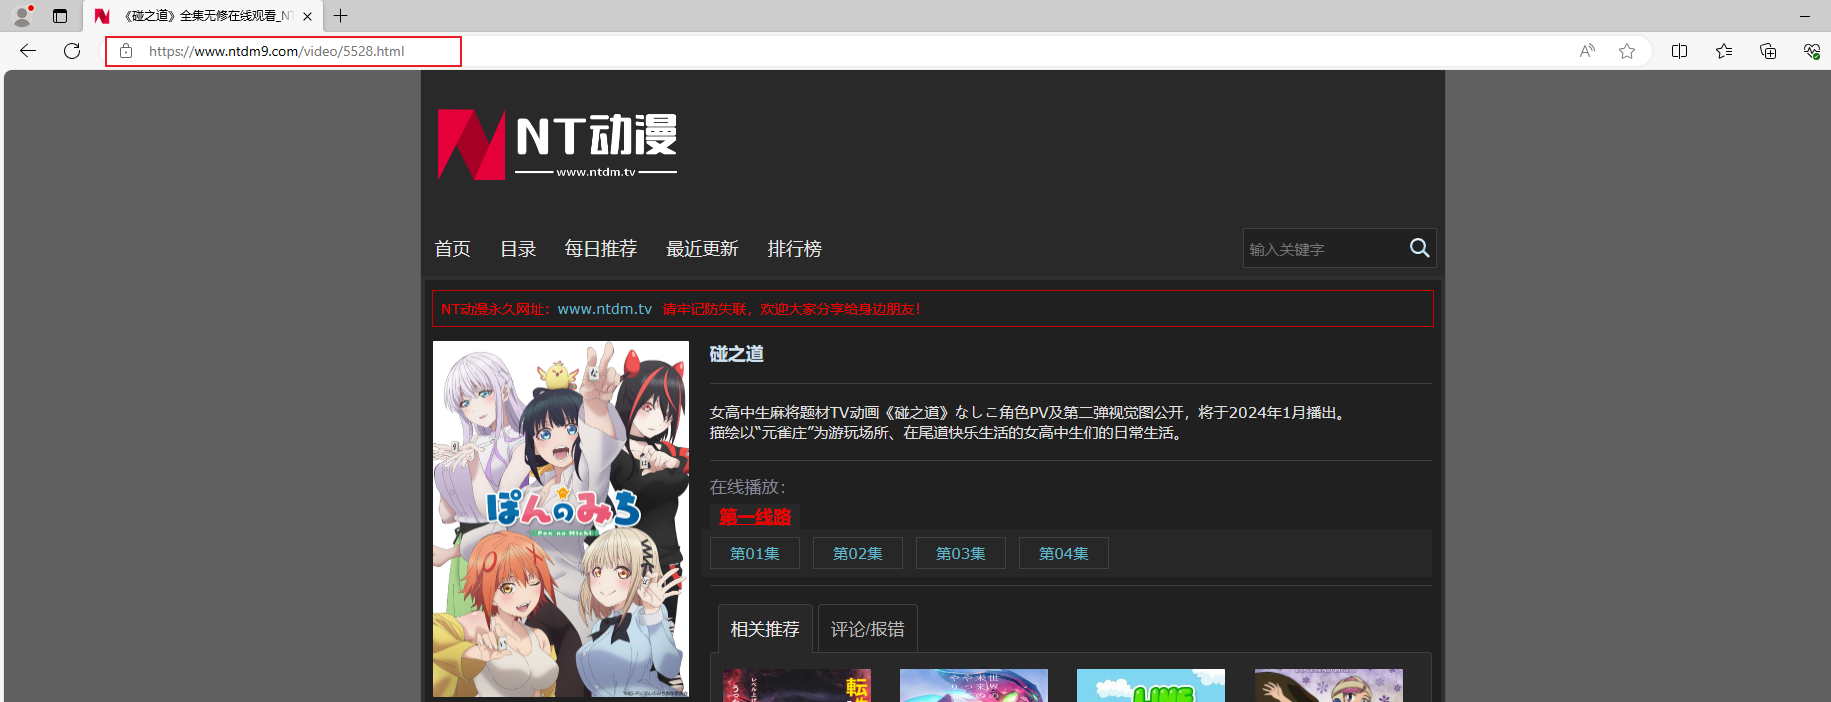 《碰之道》全集无修在线观看_NT
https://www.ntdm9.com/video/5528.html
NT动漫
www.ntdm.tv
首页 目录 每日推荐 最近更新 排行榜
输入关键字
NT动漫永久网址：www.ntdm.tv 请牢记防失联，欢迎大家分享给身边朋友！
碰之道
女高中生麻将题材TV动画《碰之道》なしこ角色PV及第二弹视觉图公开，将于2024年1月播出。
描绘以“元雀庄”为游玩场所、在尾道快乐生活的女高中生们的日常生活。
ぽんのみち
Pon no Michi
在线播放：
第一线路
第01集 第02集 第03集 第04集
相关推荐 评论/报错
転生
世界の
未来の